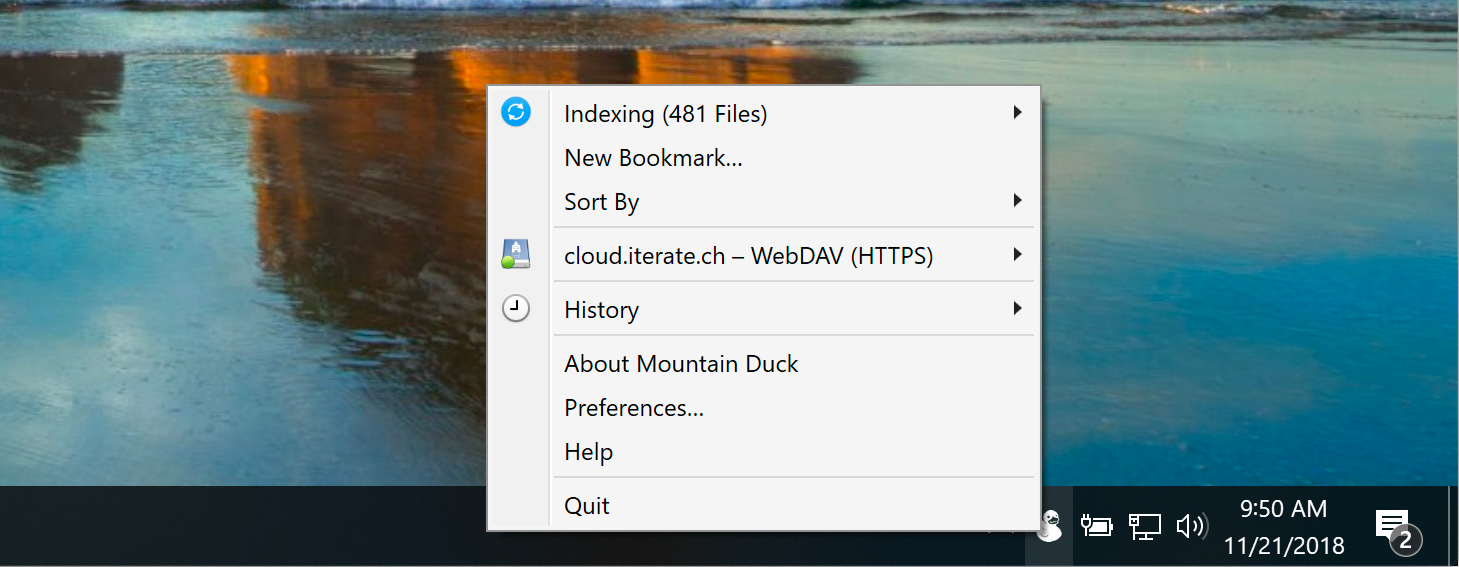 Indexing (481 Files)
New Bookmark...
Sort By
cloud.iterate.ch – WebDAV (HTTPS)
History
About Mountain Duck
Preferences...
Help
Quit
9:50 AM
11/21/2018
2